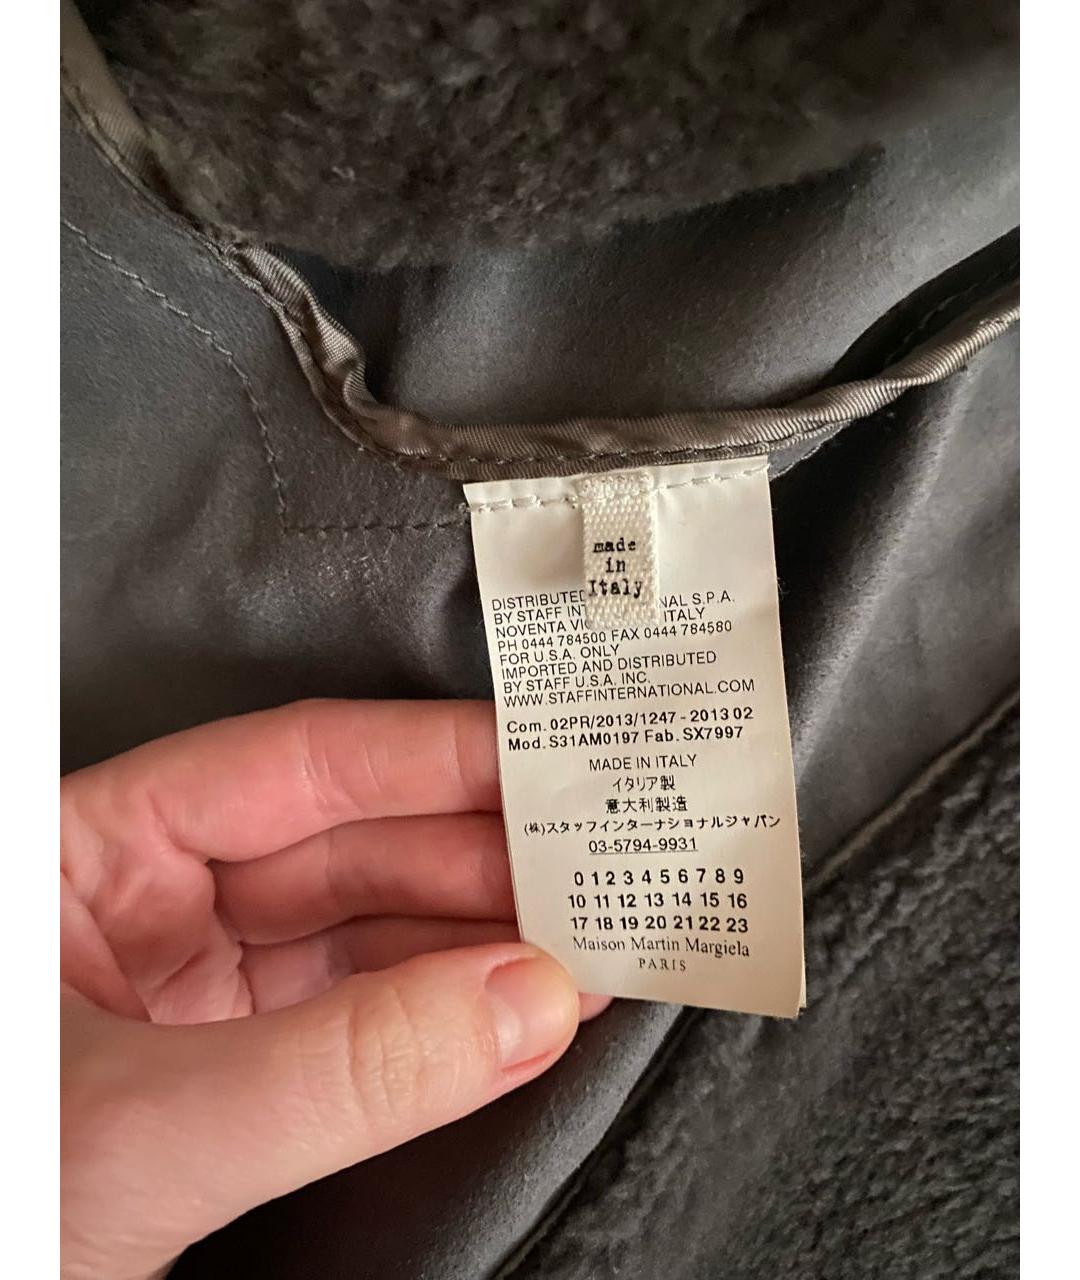 made
in
Italy
DISTRIBUTED
BY STAFF INT NAL S.P.A.
NOVENTA VI ITALY
PH 0444 784500 FAX 0444 784580
FOR U.S.A. ONLY
IMPORTED AND DISTRIBUTED
BY STAFF U.S.A. INC.
WWW.STAFFINTERNATIONAL.COM
Com. 02PR/2013/1247 - 2013 02
Mod. S31AM0197 Fab. SX7997
MADE IN ITALY
イタリア製
意大利製造
(株)スタッフインターナショナルジャパン
03-5794-9931
0 1 2 3 4 5 6 7 8 9
10 11 12 13 14 15 16
17 18 19 20 21 22 23
Maison Martin Margiela
PARIS